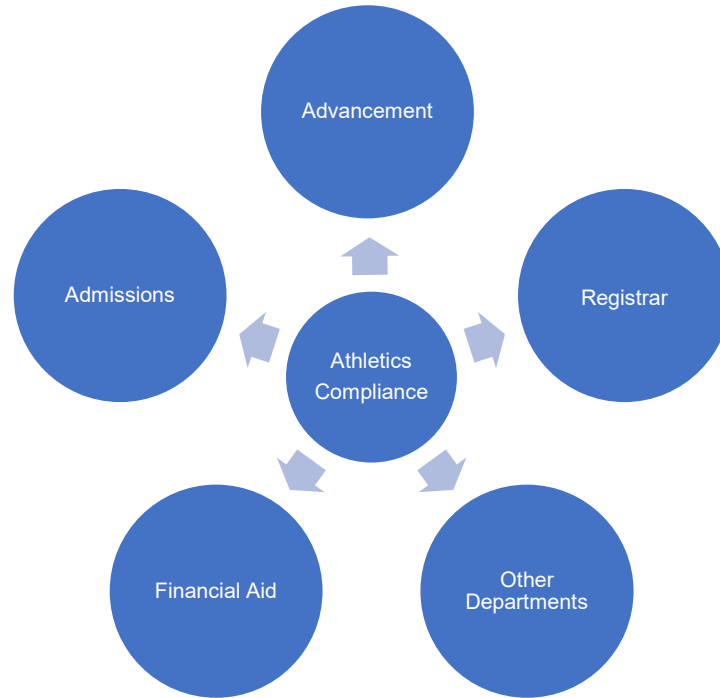 Advancement
Admissions
Registrar
Athletics
Compliance
Financial Aid
Other
Departments